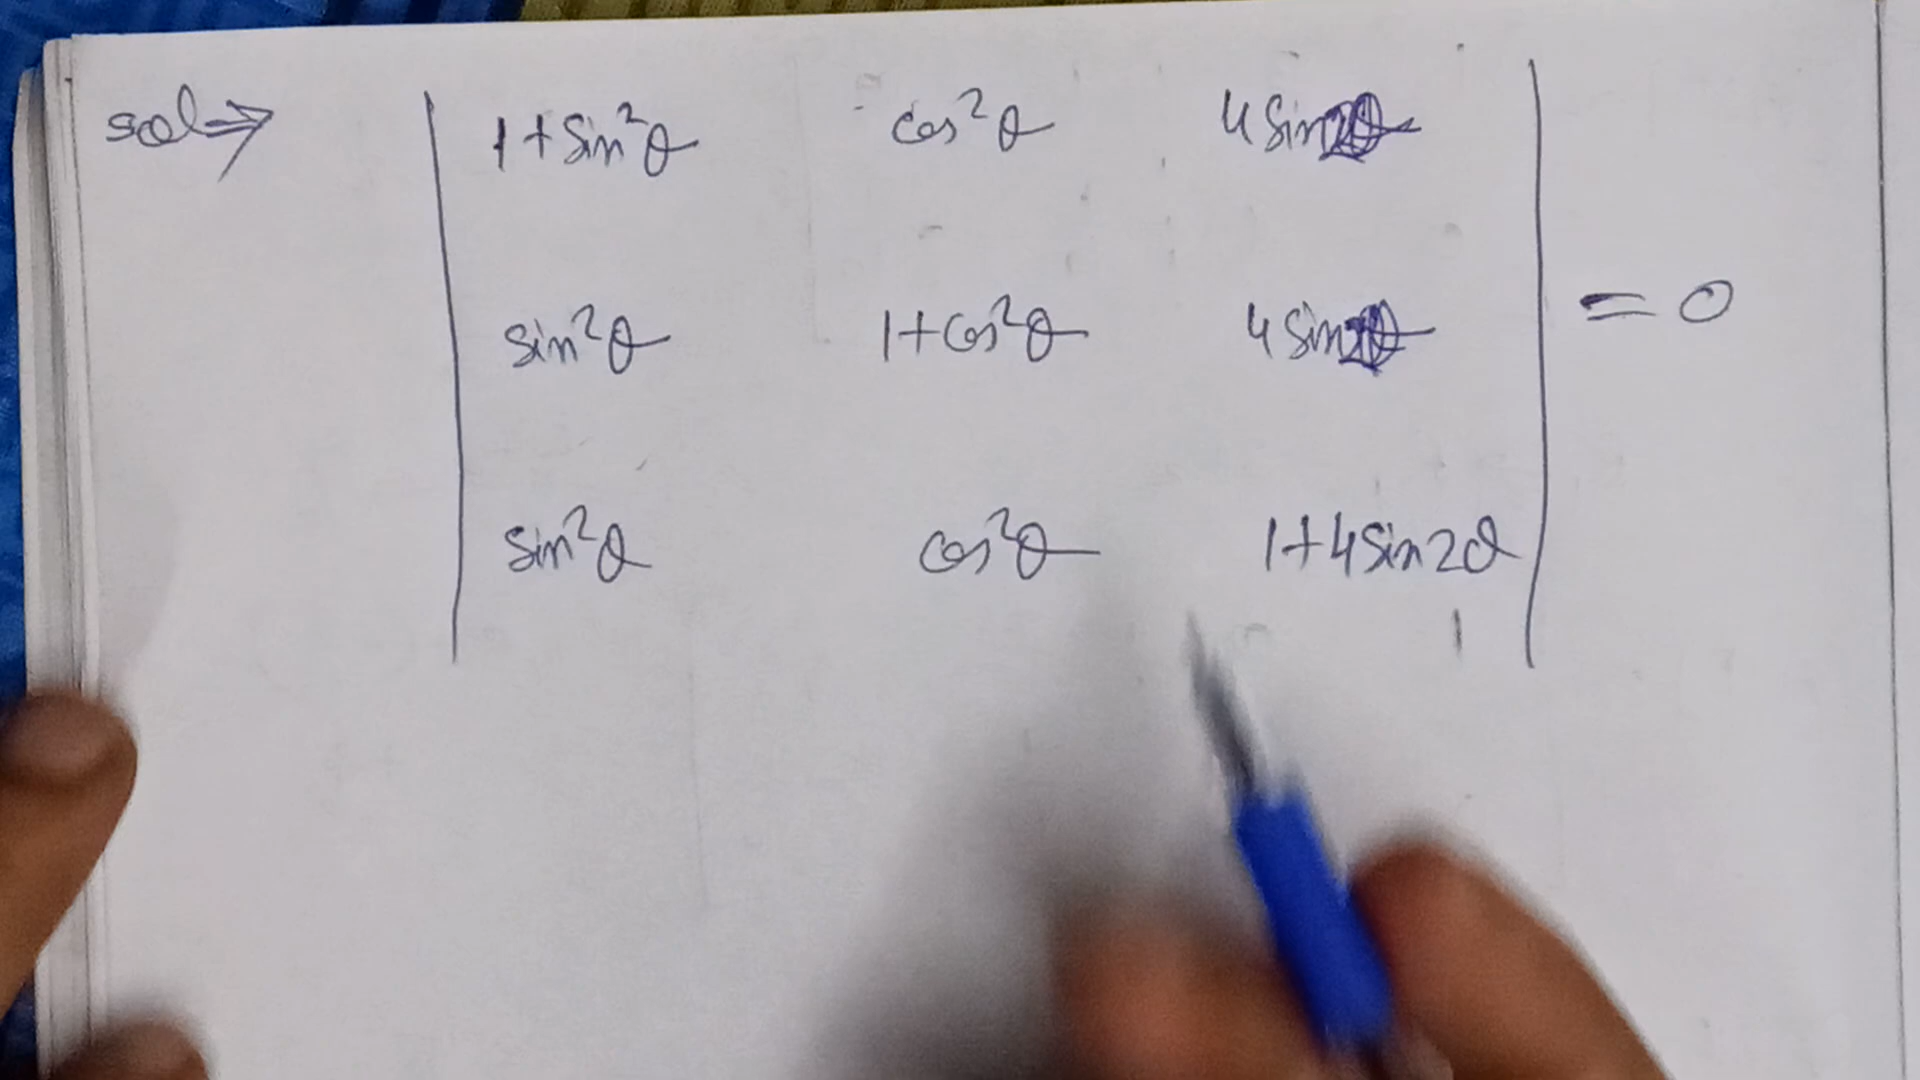 sol⇒ | 1+sin²θ cos²θ 4sin2θ |
| sin²θ 1+cos²θ 4sin2θ | = 0
| sin²θ cos²θ 1+4sin2θ |